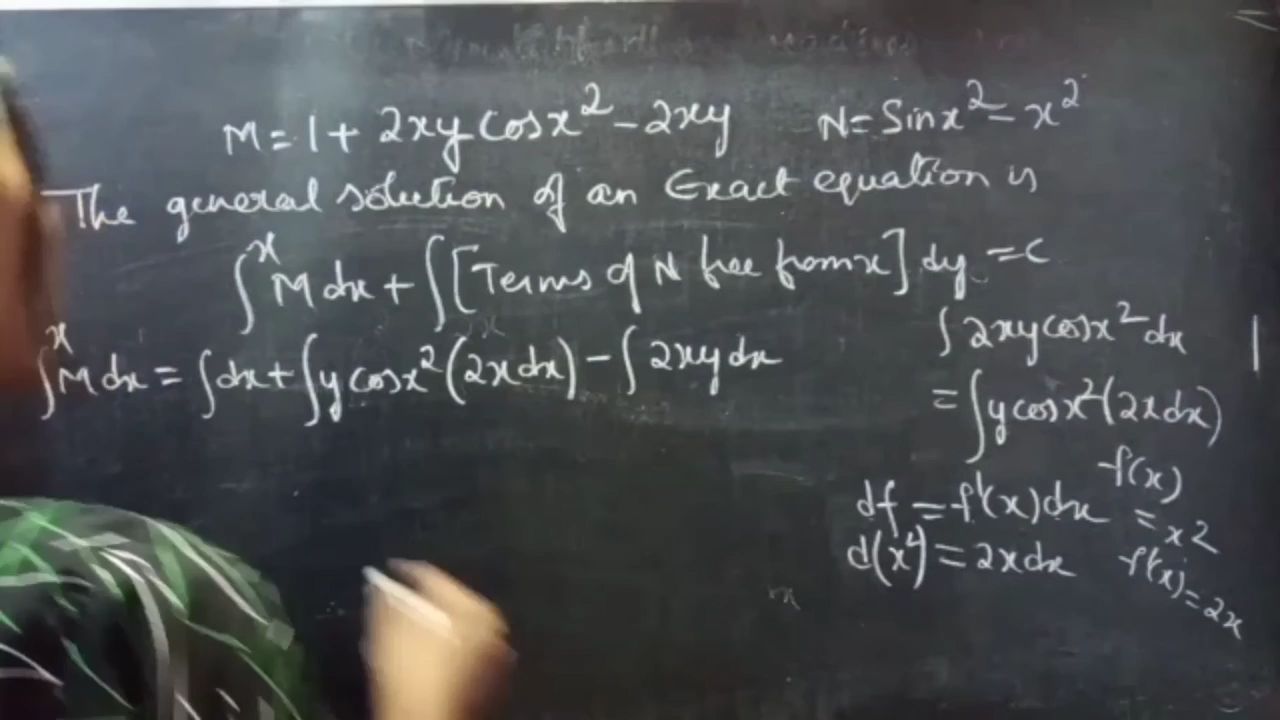 M = 1 + 2xy cos x² - 2xy    N = Sin x² - x²
The general solution of an Exact equation is
∫ˣ M dx + ∫ [Terms of N free from x] dy = c
∫ˣ M dx = ∫ dx + ∫ y cos x² (2x dx) - ∫ 2xy dx
∫ 2xy cos x² dx
= ∫ y cos x² (2x dx)
f(x)
= x2
df = f'(x) dx
d(x²) = 2x dx
f'(x) = 2x